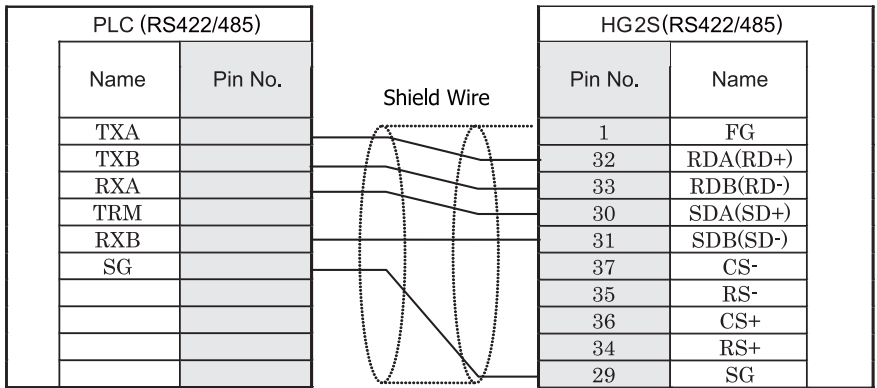 PLC (RS422/485) HG2S(RS422/485)
Name Pin No. Pin No. Name
Shield Wire
TXA 1 FG
TXB 32 RDA(RD+)
RXA 33 RDB(RD-)
TRM 30 SDA(SD+)
RXB 31 SDB(SD-)
SG 37 CS-
35 RS-
36 CS+
34 RS+
29 SG